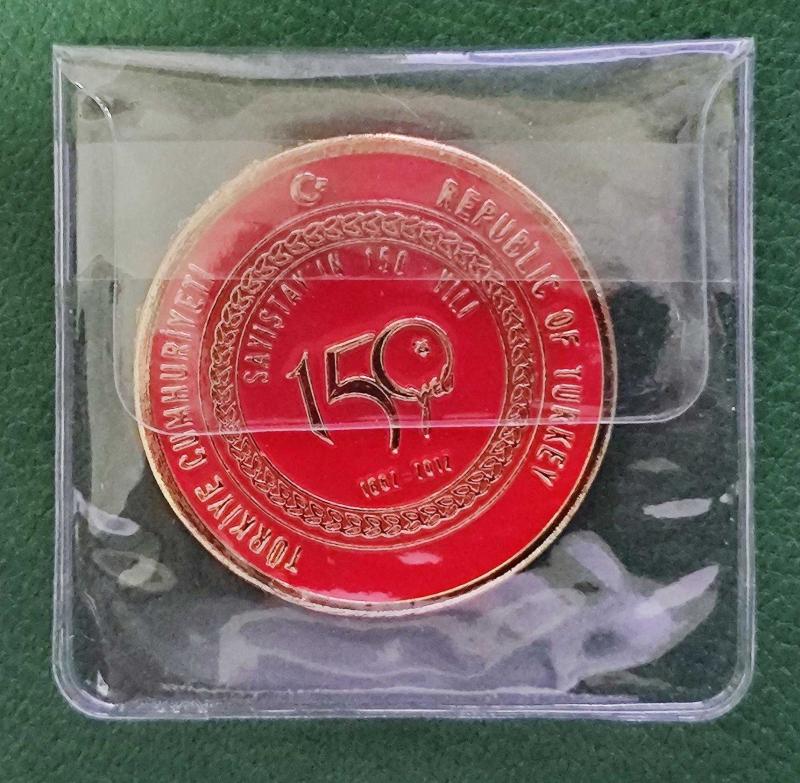 TÜRKİYE CUMHURİYETİ
REPUBLIC OF TURKEY
SAYIŞTAY'IN 150. YILI
150
1862-2012